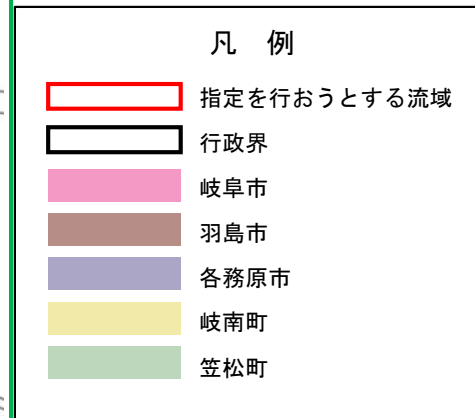 凡 例
指定を行おうとする流域
行政界
岐阜市
羽島市
各務原市
岐南町
笠松町